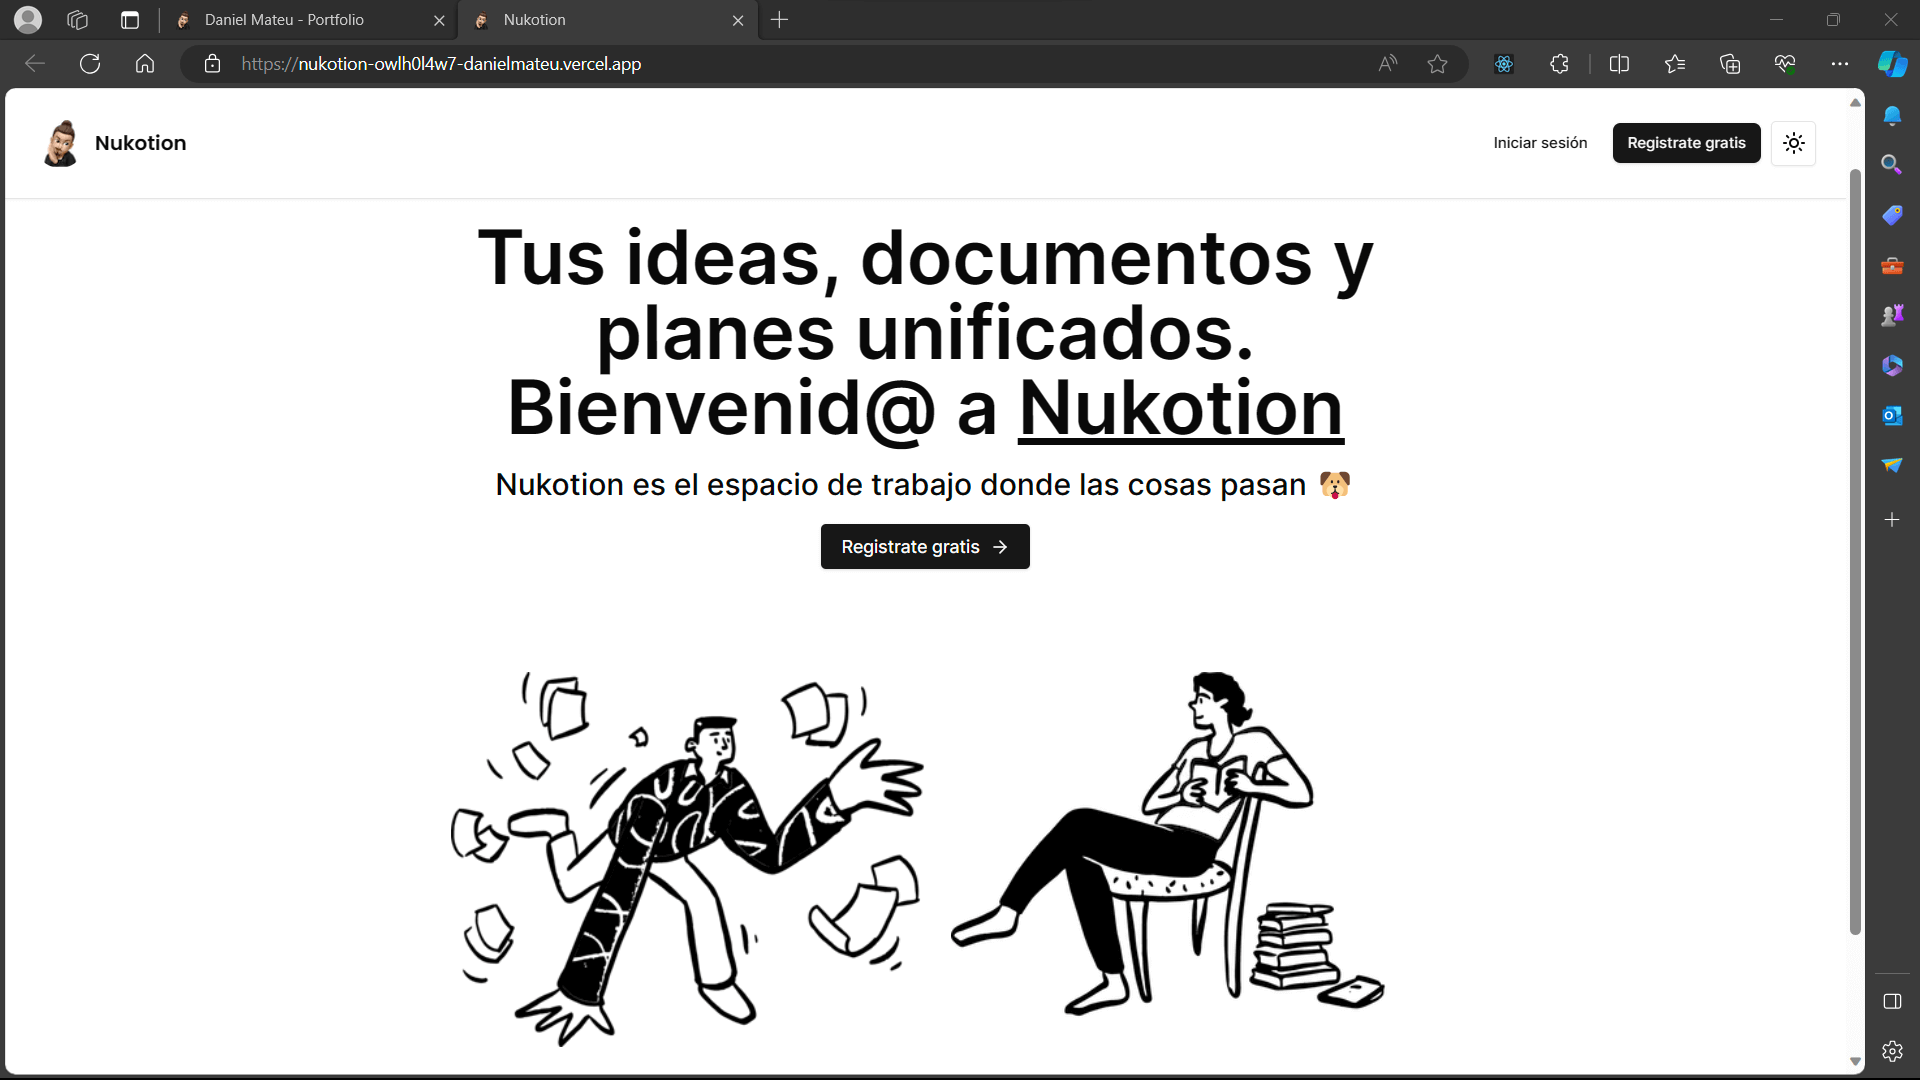 Daniel Mateu - Portfolio
Nukotion
https://nukotion-owlh0l4w7-danielmateu.vercel.app
Nukotion
Iniciar sesión
Registrate gratis
Tus ideas, documentos y
planes unificados.
Bienvenid@ a Nukotion
Nukotion es el espacio de trabajo donde las cosas pasan 🐶
Registrate gratis →